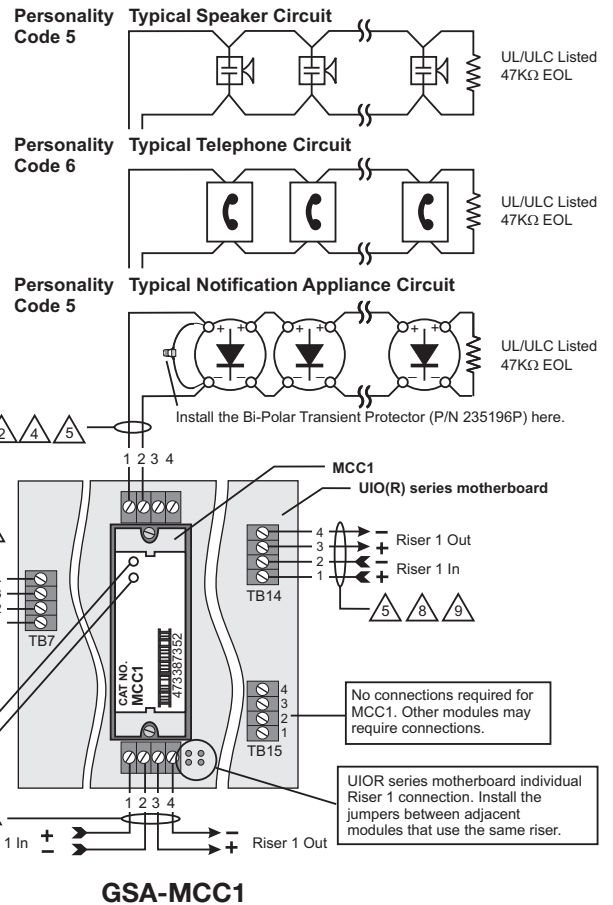 Personality Typical Speaker Circuit
Code 5
UL/ULC Listed
47KΩ EOL
Personality Typical Telephone Circuit
Code 6
UL/ULC Listed
47KΩ EOL
Personality Typical Notification Appliance Circuit
Code 5
+ +
+ +
+ +
UL/ULC Listed
47KΩ EOL
– –
– –
– –
Install the Bi-Polar Transient Protector (P/N 235196P) here.
2 4 5
1 2 3 4
MCC1
UIO(R) series motherboard
4 –
3 +
Riser 1 Out
2 –
1 +
Riser 1 In
TB14
5 8 9
TB7
CAT NO.
MCC1
473387352
4
3
2
1
TB15
No connections required for
MCC1. Other modules may
require connections.
UIOR series motherboard individual
Riser 1 connection. Install the
jumpers between adjacent
modules that use the same riser.
1 2 3 4
1 In + –
– + Riser 1 Out
GSA-MCC1